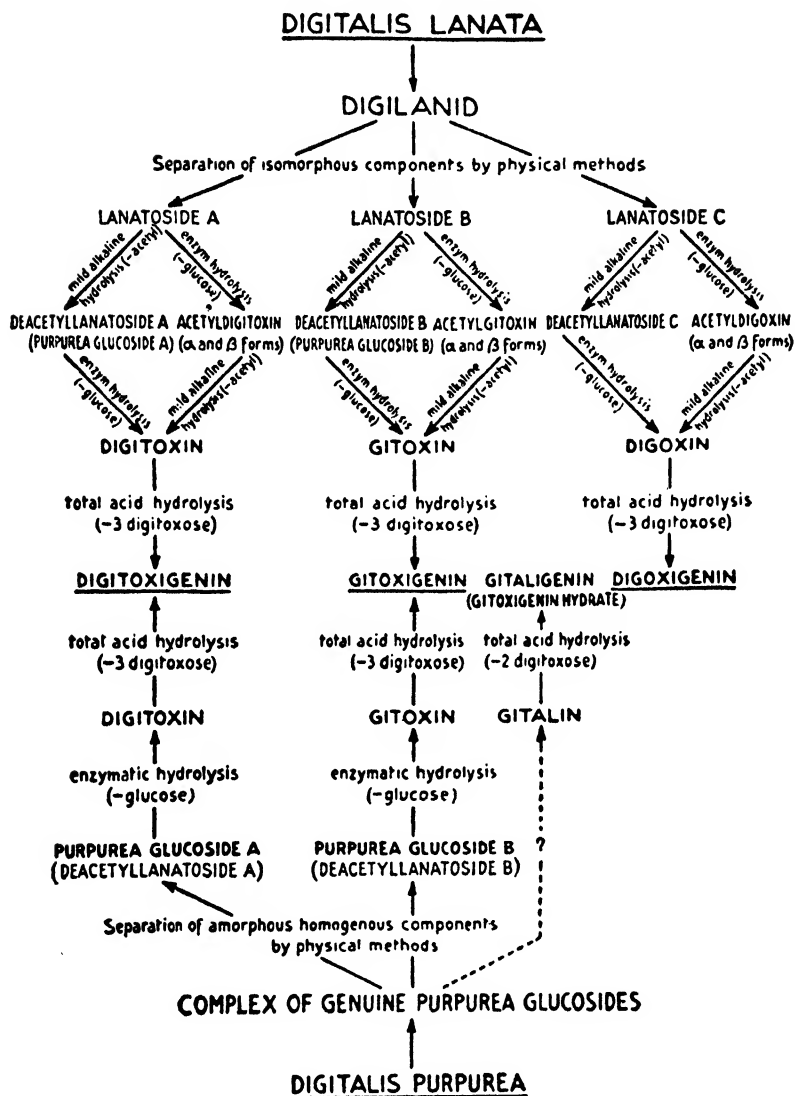 DIGITALIS LANATA
DIGILANID
Separation of isomorphous components by physical methods
LANATOSIDE A
LANATOSIDE B
LANATOSIDE C
mild alkaline
hydrolysis(-acetyl)
enzym hydrolysis
(-glucose)
mild alkaline
hydrolysis(-acetyl)
enzym hydrolysis
(-glucose)
mild alkaline
hydrolysis(-acetyl)
enzym hydrolysis
(-glucose)
DEACETYLLANATOSIDE A
(PURPUREA GLUCOSIDE A)
ACETYLDIGITOXIN
(α and β forms)
DEACETYLLANATOSIDE B
(PURPUREA GLUCOSIDE B)
ACETYLGITOXIN
(α and β forms)
DEACETYLLANATOSIDE C
ACETYLDIGOXIN
(α and β forms)
enzym hydrolysis
(-glucose)
mild alkaline
hydrolysis(-acetyl)
enzym hydrolysis
(-glucose)
mild alkaline
hydrolysis(-acetyl)
enzym hydrolysis
(-glucose)
mild alkaline
hydrolysis(-acetyl)
DIGITOXIN
GITOXIN
DIGOXIN
total acid hydrolysis
(-3 digitoxose)
total acid hydrolysis
(-3 digitoxose)
total acid hydrolysis
(-3 digitoxose)
DIGITOXIGENIN
GITOXIGENIN
GITALIGENIN
(GITOXIGENIN HYDRATE)
DIGOXIGENIN
total acid hydrolysis
(-3 digitoxose)
total acid hydrolysis
(-3 digitoxose)
total acid hydrolysis
(-2 digitoxose)
DIGITOXIN
GITOXIN
GITALIN
enzymatic hydrolysis
(-glucose)
enzymatic hydrolysis
(-glucose)
PURPUREA GLUCOSIDE A
(DEACETYLLANATOSIDE A)
PURPUREA GLUCOSIDE B
(DEACETYLLANATOSIDE B)
?
Separation of amorphous homogenous components
by physical methods
COMPLEX OF GENUINE PURPUREA GLUCOSIDES
DIGITALIS PURPUREA